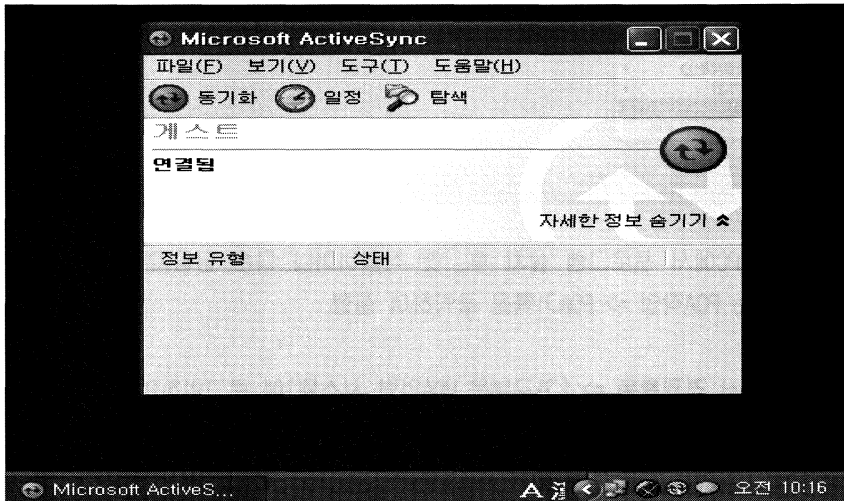 Microsoft ActiveSync
파일(F) 보기(V) 도구(T) 도움말(H)
동기화 일정 탐색
게스트
연결됨
자세한 정보 숨기기
정보 유형 상태
Microsoft ActiveS... A 오전 10:16